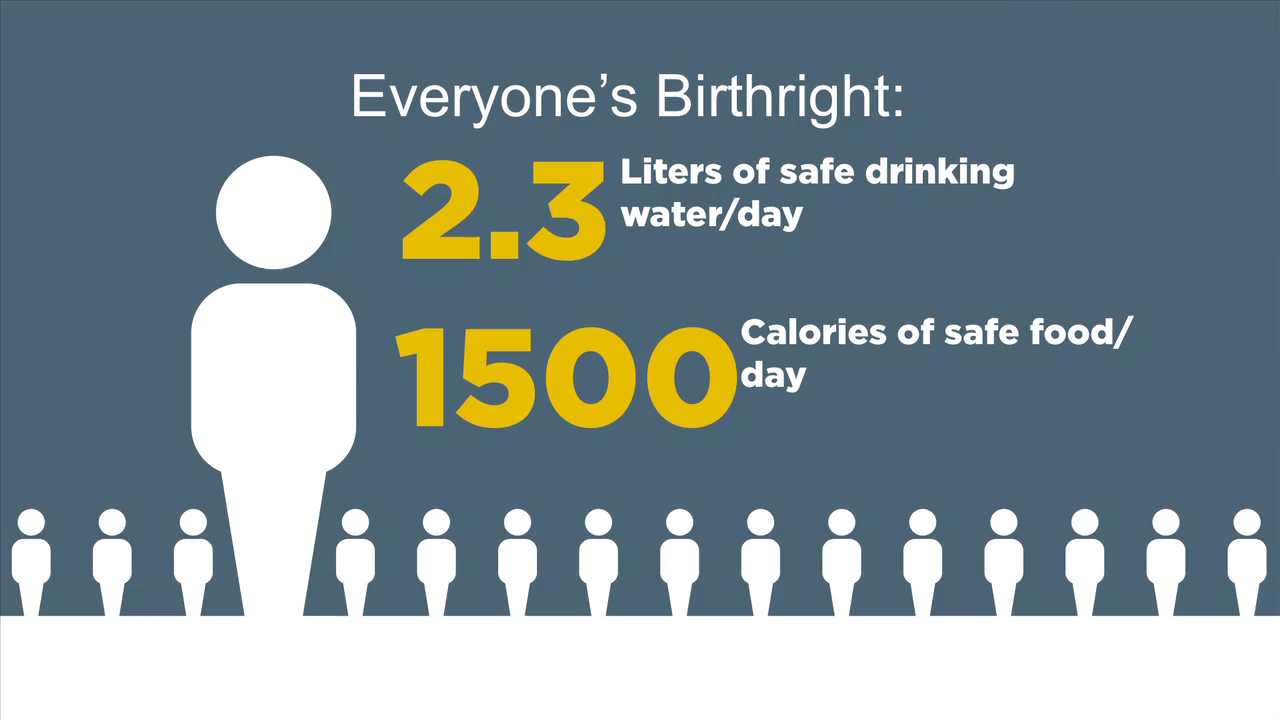 Everyone’s Birthright:
2.3 Liters of safe drinking
water/day
1500 Calories of safe food/
day